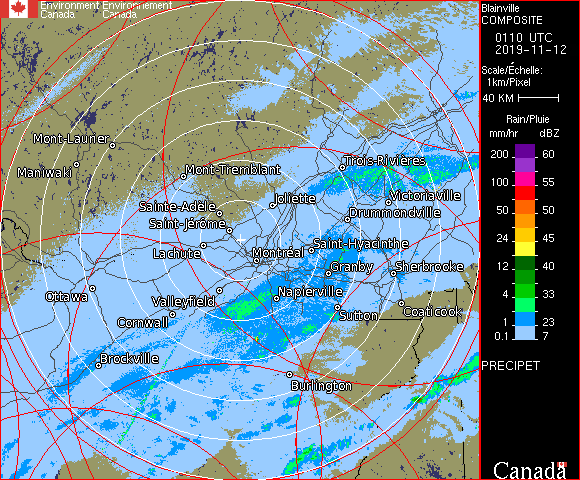 Environment Environnement
Canada Canada
Blainville
COMPOSITE
0110 UTC
2019-11-12
Scale/Échelle:
1km/Pixel
40 KM
Rain/Pluie
mm/hr dBZ
200 60
100 55
50 50
24 45
12 40
4 33
1 23
0.1 7
PRECIPET
Canada
Mont-Laurier
Maniwaki
Mont-Tremblant
Trois-Rivières
Sainte-Adèle
Joliette
Victoriaville
Saint-Jérôme
Drummondville
Lachute
Montréal
Saint-Hyacinthe
Granby
Sherbrooke
Ottawa
Valleyfield
Napierville
Cornwall
Sutton
Coaticook
Brockville
Burlington